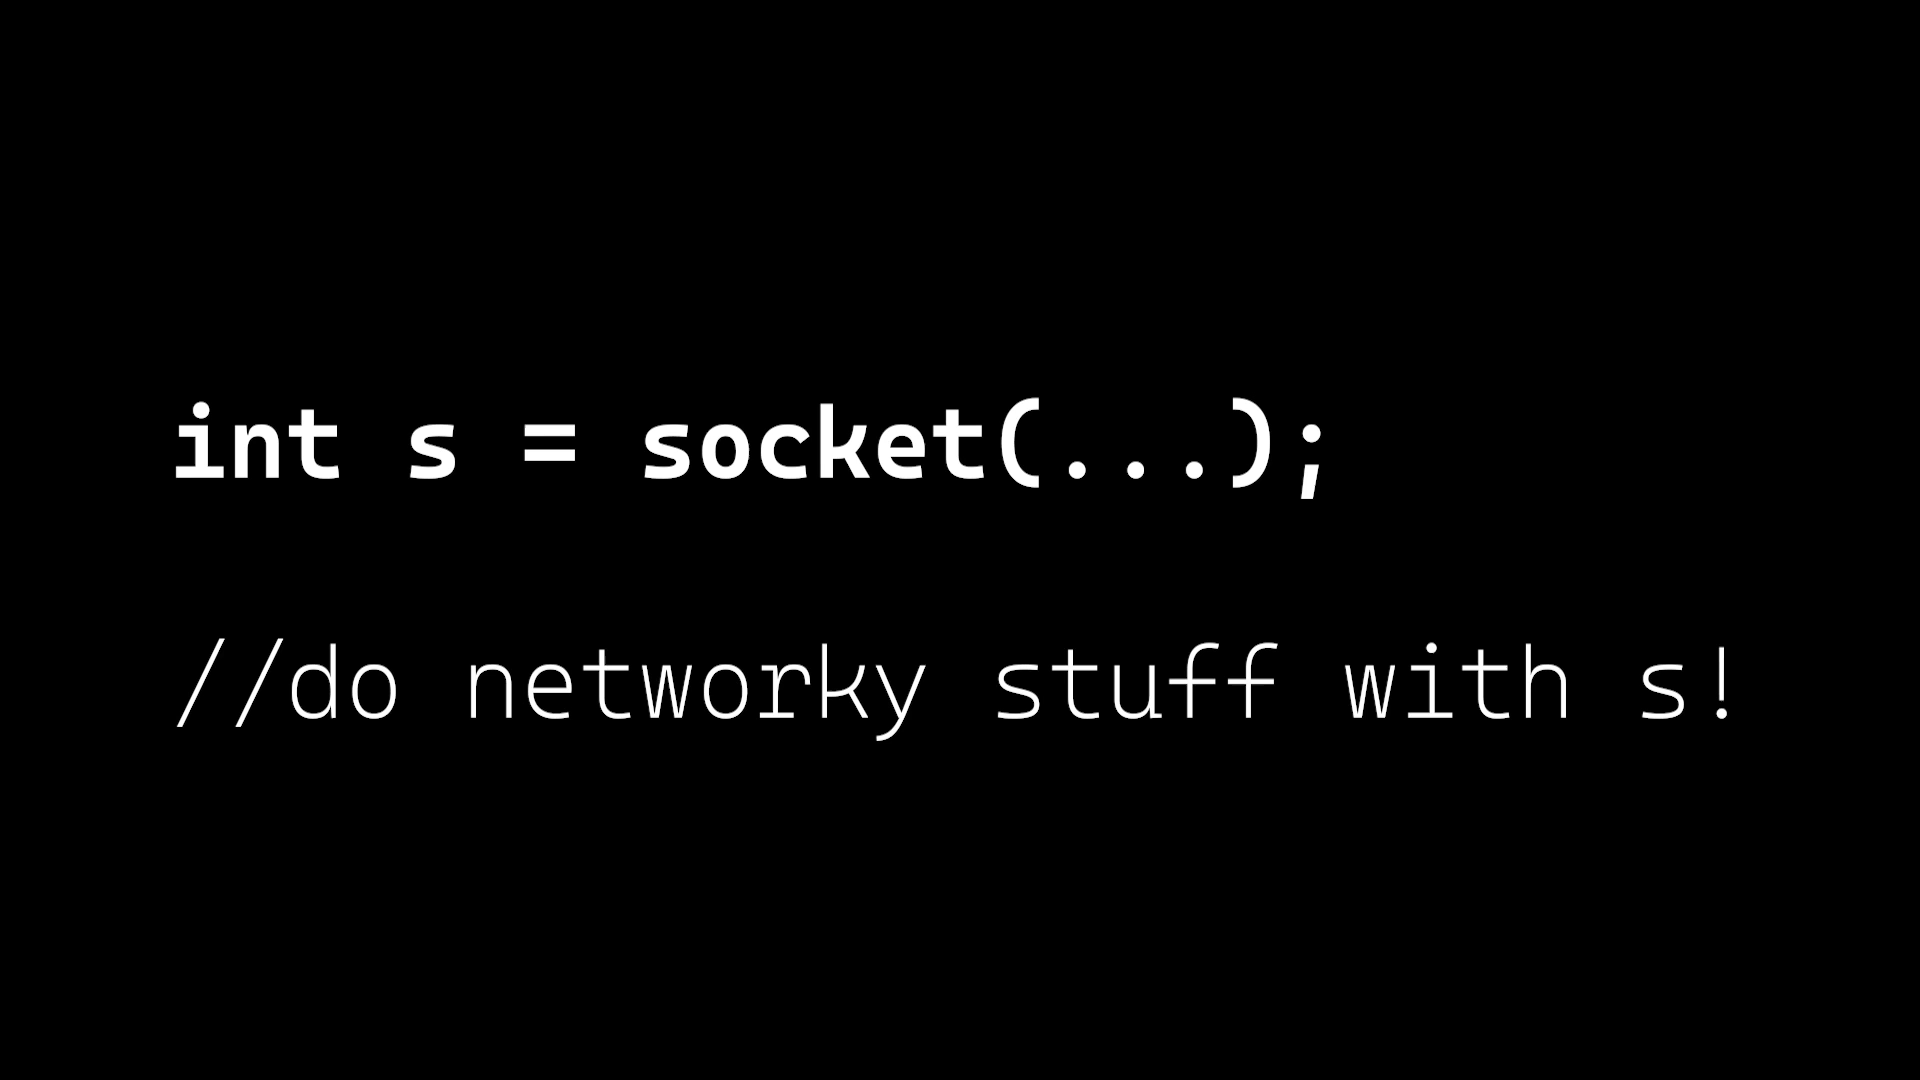 int s = socket(...);
//do networky stuff with s!